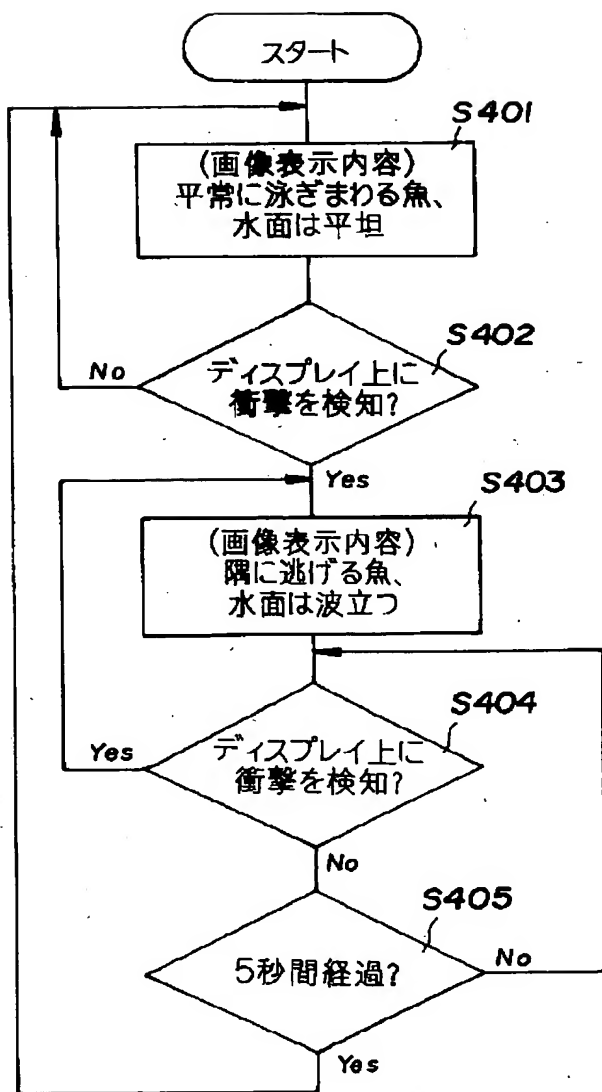 スタート
S401
(画像表示内容)
平常に泳ぎまわる魚、
水面は平坦
S402
ディスプレイ上に
衝撃を検知?
No
Yes
S403
(画像表示内容)
隅に逃げる魚、
水面は波立つ
S404
ディスプレイ上に
衝撃を検知?
Yes
No
S405
5秒間経過?
No
Yes